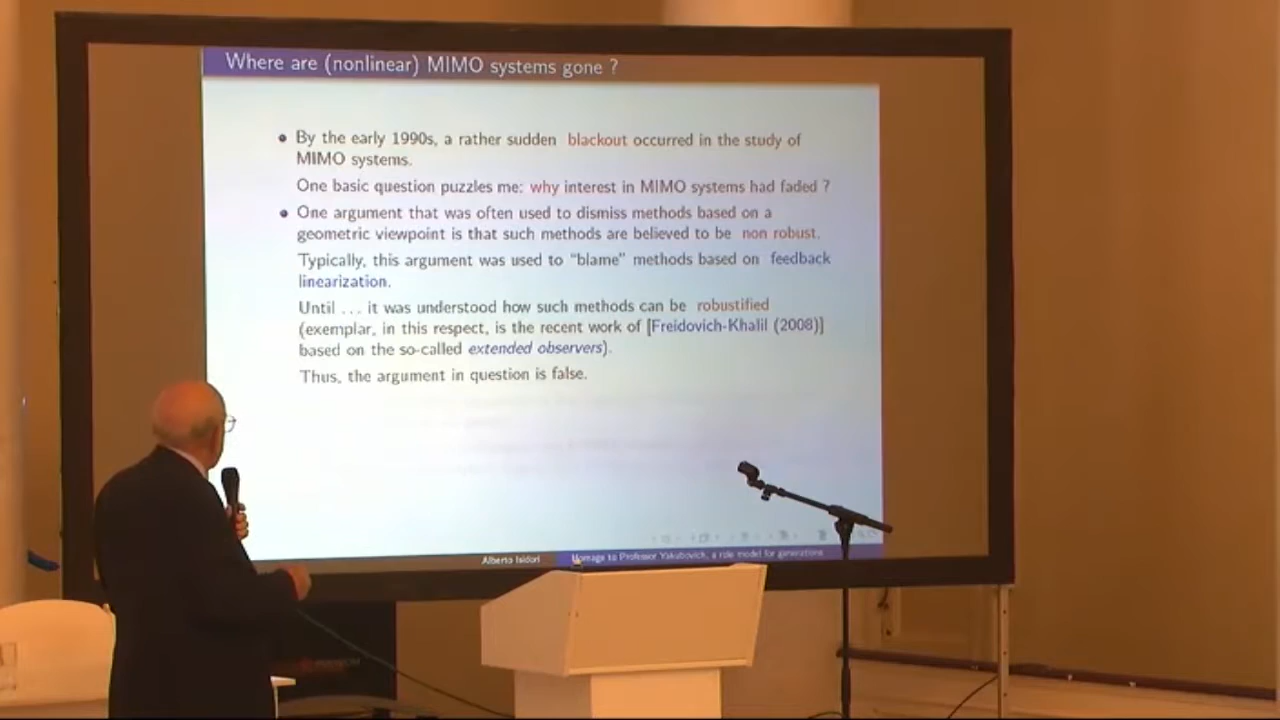 Where are (nonlinear) MIMO systems gone ?
• By the early 1990s, a rather sudden blackout occurred in the study of
MIMO systems.
One basic question puzzles me: why interest in MIMO systems had faded ?
• One argument that was often used to dismiss methods based on a
geometric viewpoint is that such methods are believed to be non robust.
Typically, this argument was used to “blame” methods based on feedback
linearization.
Until ... it was understood how such methods can be robustified
(exemplar, in this respect, is the recent work of [Freidovich-Khalil (2008)]
based on the so-called extended observers).
Thus, the argument in question is false.
Alberto Isidori Homage to Professor Yakubovich, a role model for generations